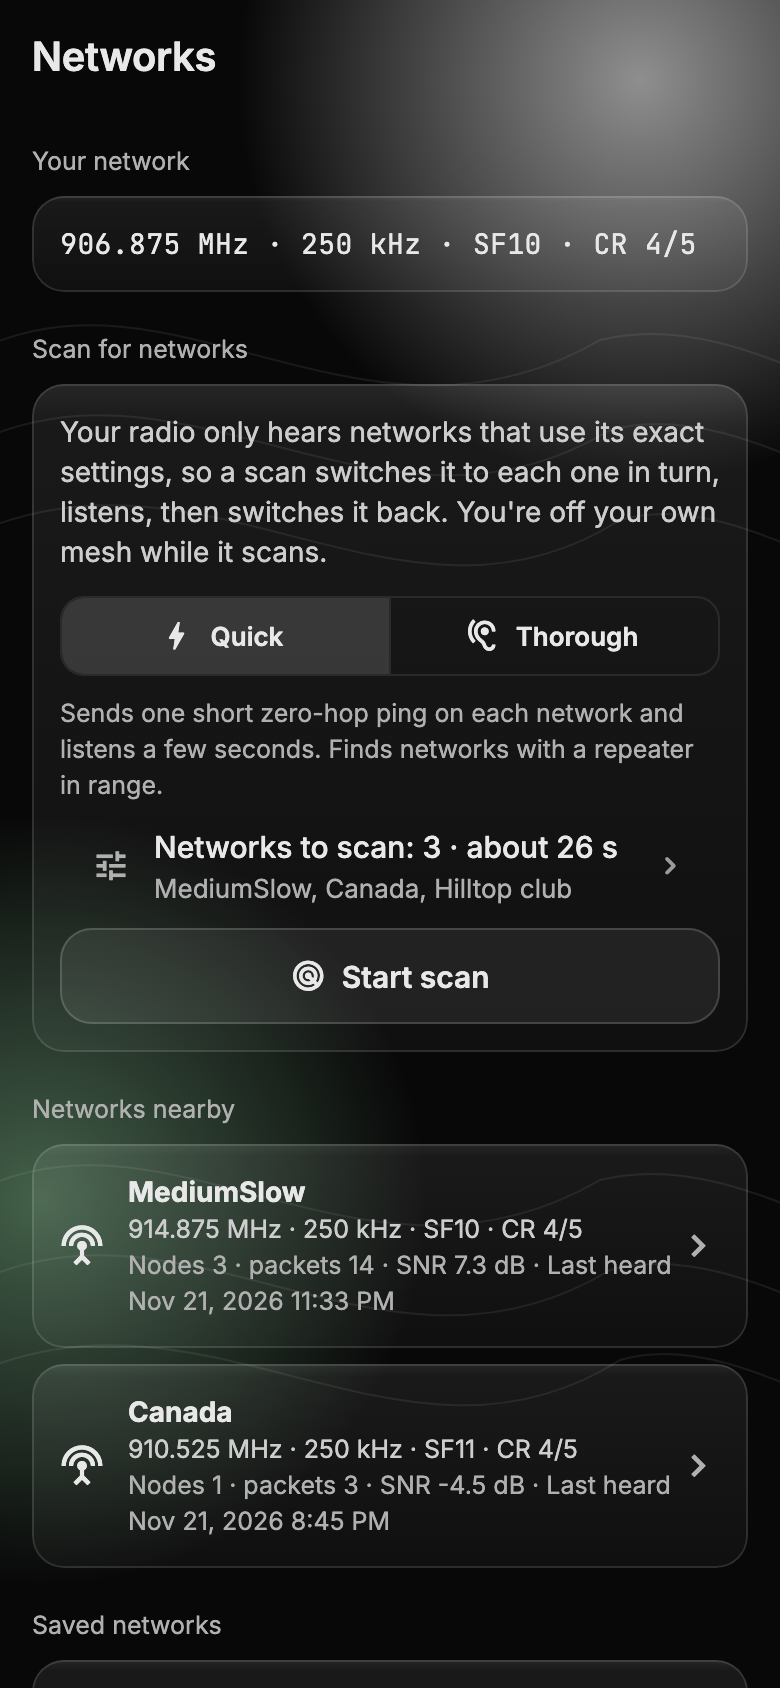 Networks
Your network
906.875 MHz · 250 kHz · SF10 · CR 4/5
Scan for networks
Your radio only hears networks that use its exact
settings, so a scan switches it to each one in turn,
listens, then switches it back. You're off your own
mesh while it scans.
Quick
Thorough
Sends one short zero-hop ping on each network and
listens a few seconds. Finds networks with a repeater
in range.
Networks to scan: 3 · about 26 s
MediumSlow, Canada, Hilltop club
Start scan
Networks nearby
MediumSlow
914.875 MHz · 250 kHz · SF10 · CR 4/5
Nodes 3 · packets 14 · SNR 7.3 dB · Last heard
Nov 21, 2026 11:33 PM
Canada
910.525 MHz · 250 kHz · SF11 · CR 4/5
Nodes 1 · packets 3 · SNR -4.5 dB · Last heard
Nov 21, 2026 8:45 PM
Saved networks